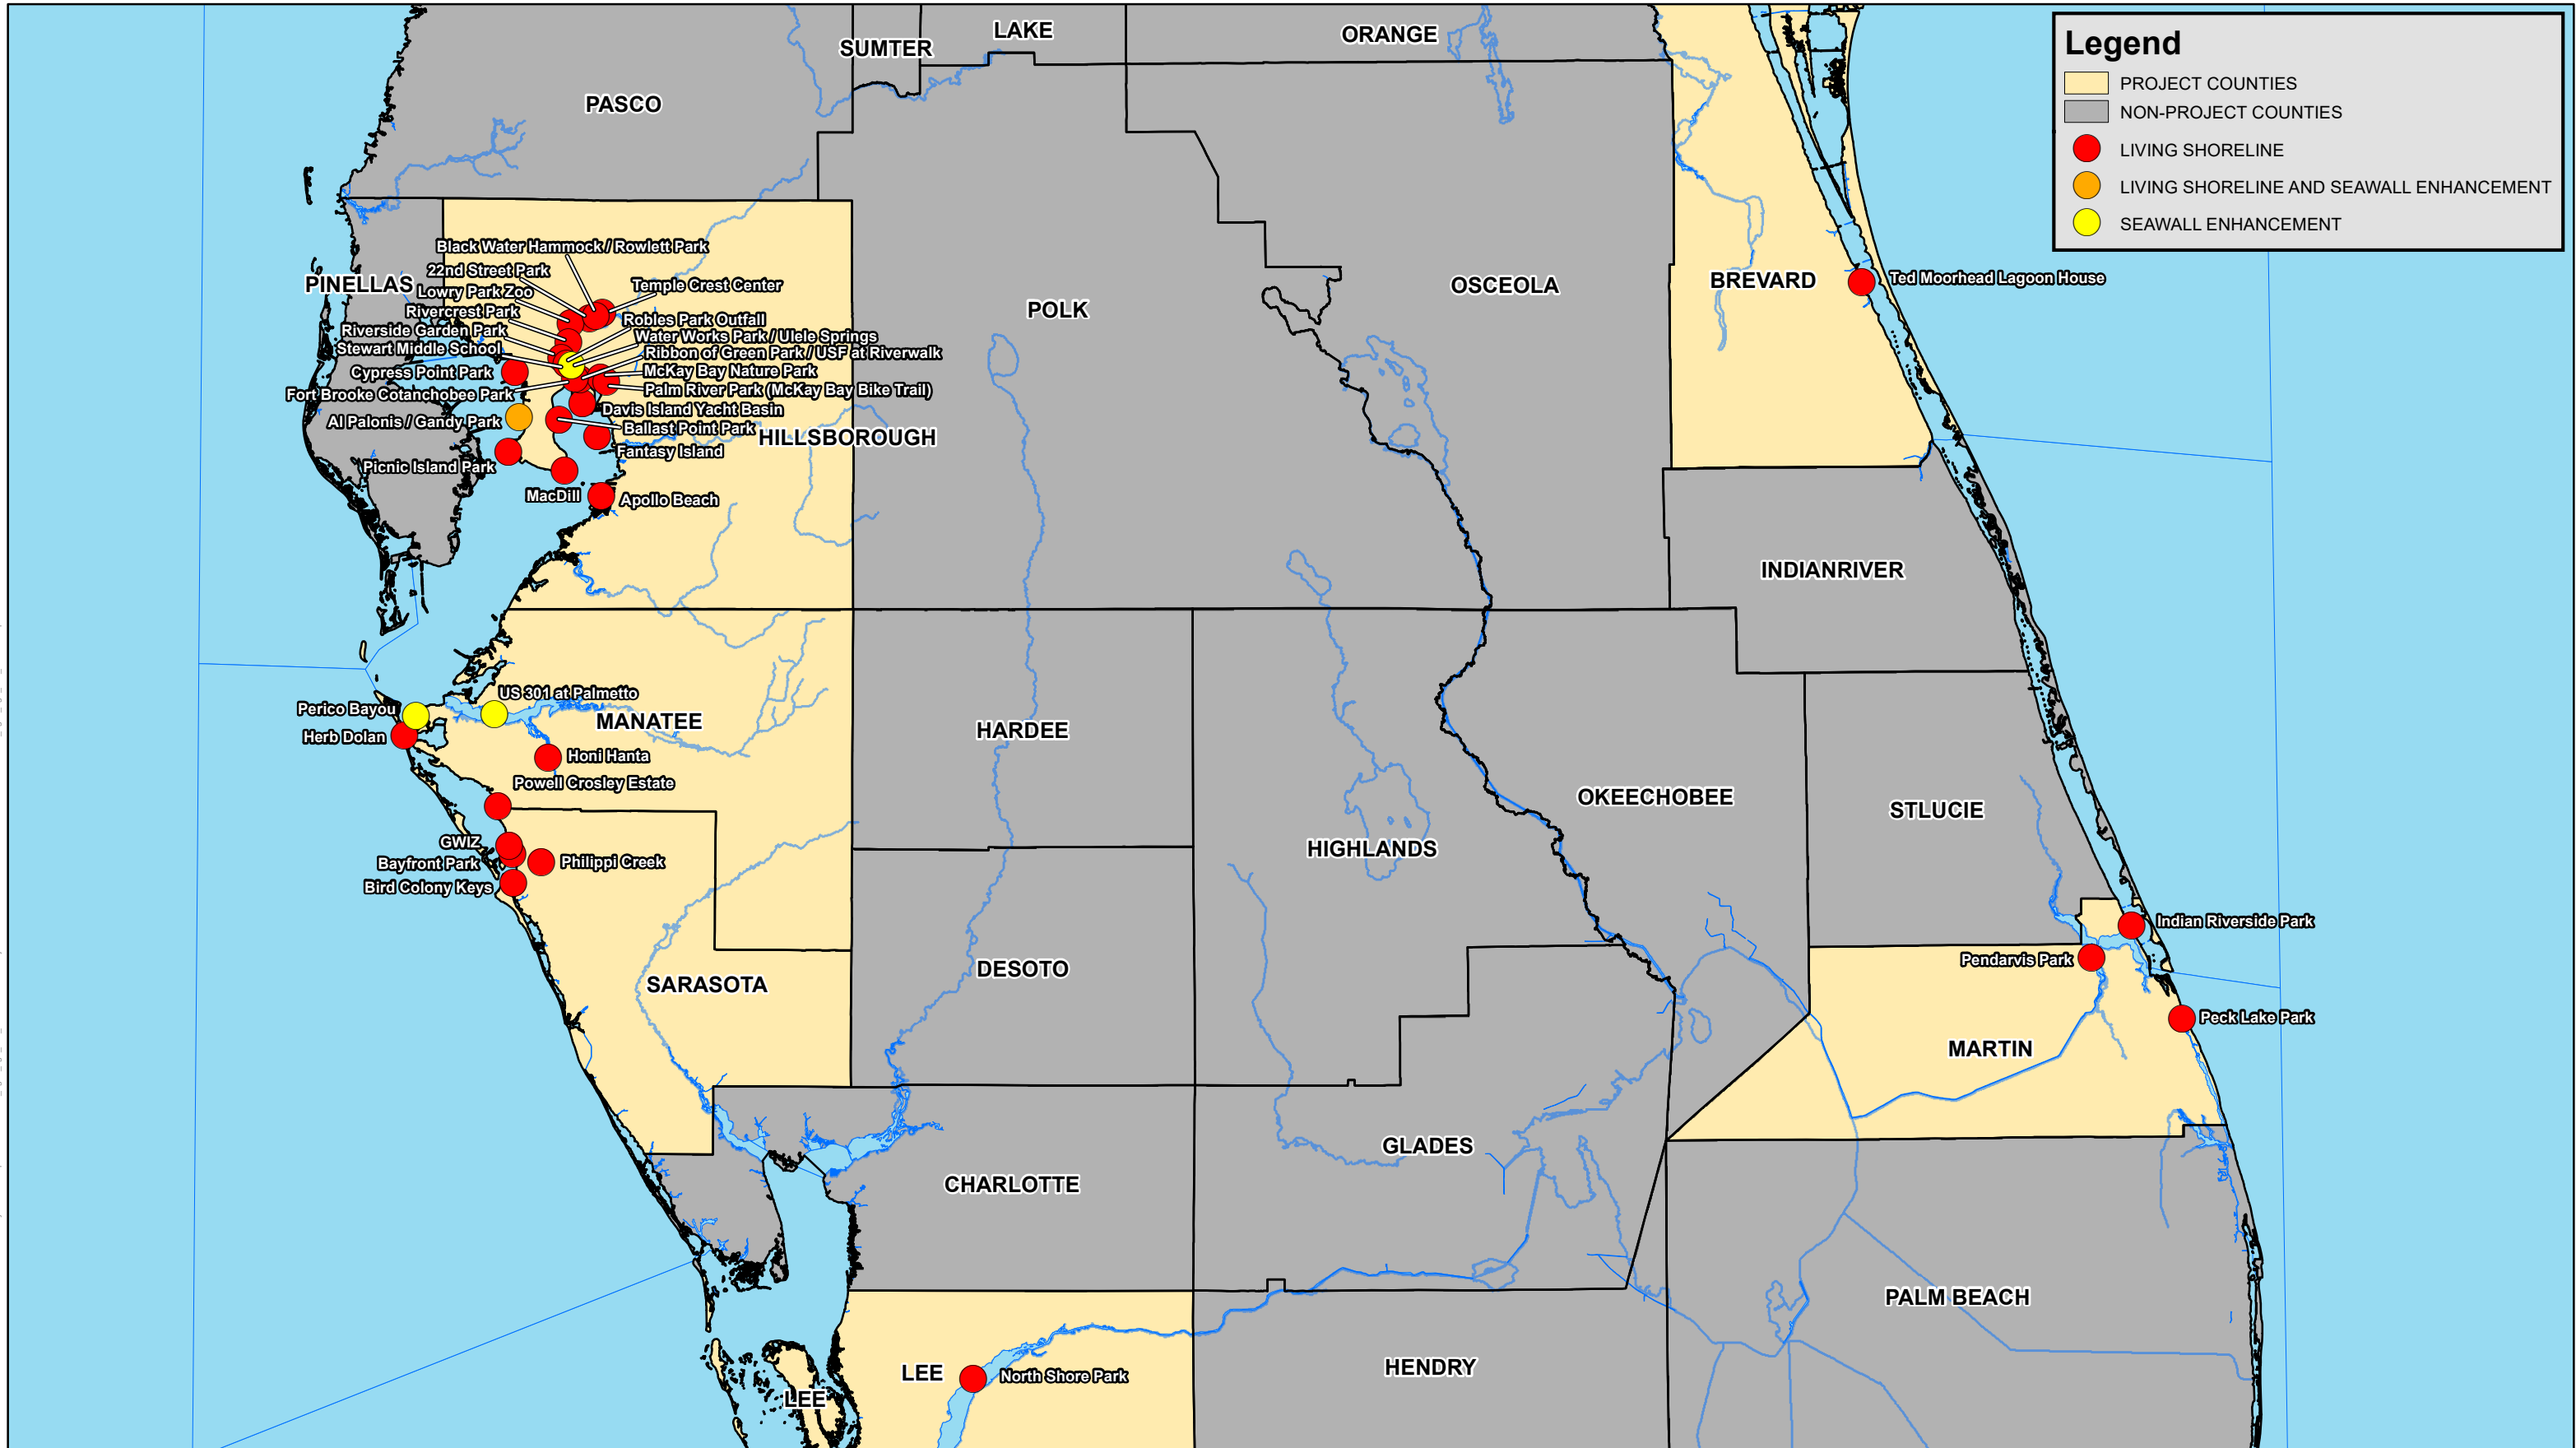 LAKE
ORANGE
SUMTER
PASCO
Legend
PROJECT COUNTIES
NON-PROJECT COUNTIES
LIVING SHORELINE
LIVING SHORELINE AND SEAWALL ENHANCEMENT
SEAWALL ENHANCEMENT
Black Water Hammock / Rowlett Park
22nd Street Park
Temple Crest Center
PINELLAS
Lowry Park Zoo
Rivercrest Park
Robles Park Outfall
Riverside Garden Park
Water Works Park / Ulele Springs
Stewart Middle School
Ribbon of Green Park / USF at Riverwalk
Cypress Point Park
McKay Bay Nature Park
Fort Brooke Cotanchobee Park
Palm River Park (McKay Bay Bike Trail)
Davis Island Yacht Basin
Al Palonis / Gandy Park
Ballast Point Park
HILLSBOROUGH
Fantasy Island
Picnic Island Park
MacDill
Apollo Beach
POLK
OSCEOLA
BREVARD
Ted Moorhead Lagoon House
INDIANRIVER
US 301 at Palmetto
Perico Bayou
MANATEE
Herb Dolan
Honi Hanta
Powell Crosley Estate
HARDEE
OKEECHOBEE
STLUCIE
GWIZ
Bayfront Park
Philippi Creek
Bird Colony Keys
HIGHLANDS
Indian Riverside Park
Pendarvis Park
DESOTO
SARASOTA
Peck Lake Park
MARTIN
GLADES
CHARLOTTE
PALM BEACH
HENDRY
LEE
North Shore Park
LEE